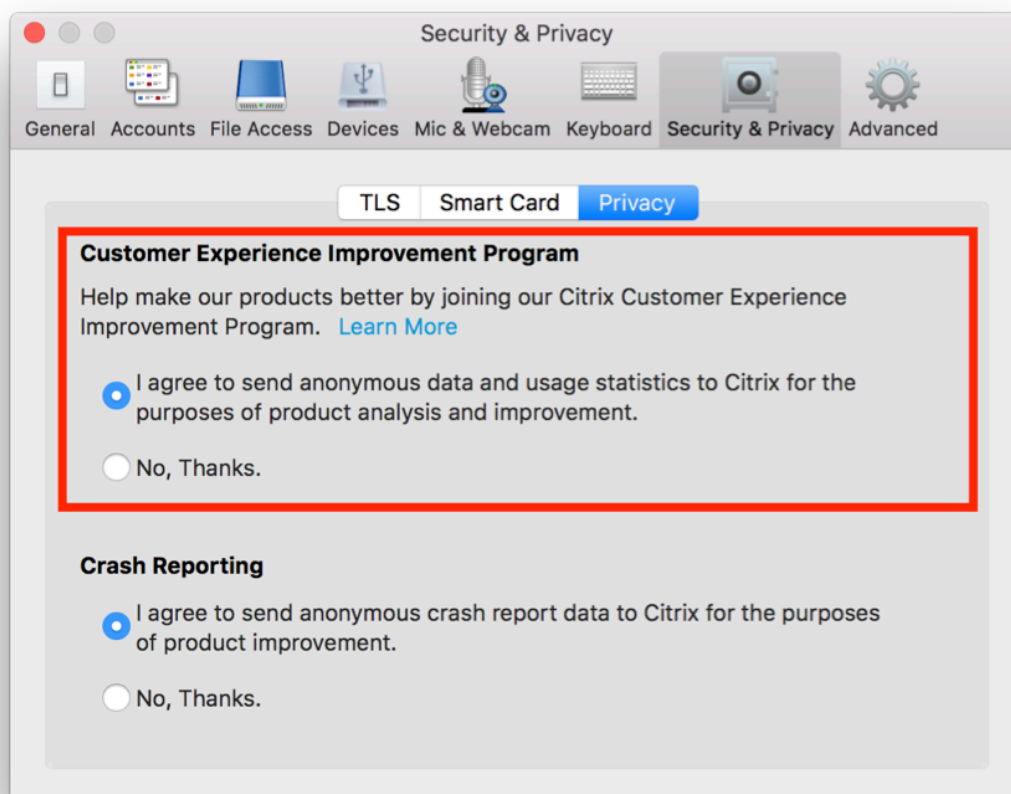 Security & Privacy
General Accounts File Access Devices Mic & Webcam Keyboard Security & Privacy Advanced
TLS Smart Card Privacy
Customer Experience Improvement Program
Help make our products better by joining our Citrix Customer Experience
Improvement Program. Learn More
I agree to send anonymous data and usage statistics to Citrix for the
purposes of product analysis and improvement.
No, Thanks.
Crash Reporting
I agree to send anonymous crash report data to Citrix for the purposes
of product improvement.
No, Thanks.